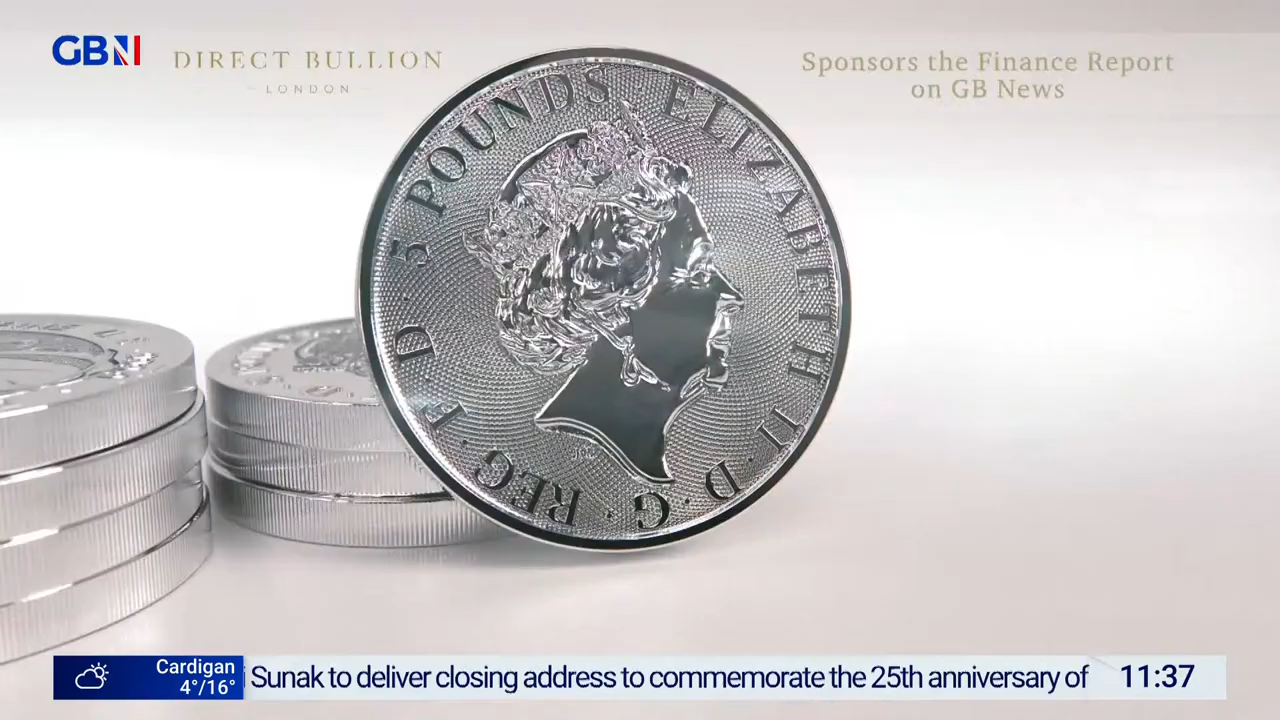 GBN
DIRECT BULLION
LONDON
Sponsors the Finance Report
on GB News
5 POUNDS · ELIZABETH II · D · G · REG · F · D ·
JC
Cardigan
4°/16°
Sunak to deliver closing address to commemorate the 25th anniversary of
11:37